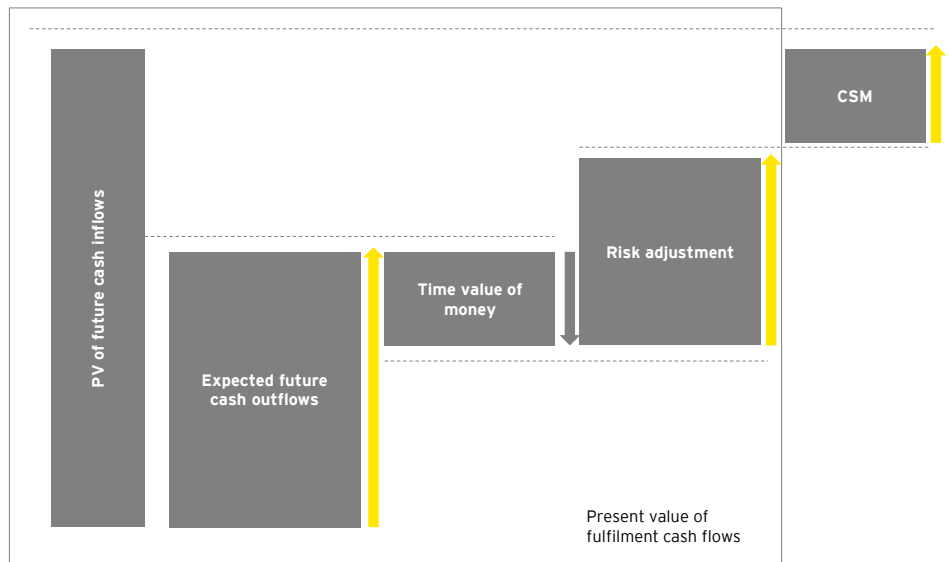 PV of future cash inflows
Expected future
cash outflows
Time value of
money
Risk adjustment
CSM
Present value of
fulfilment cash flows